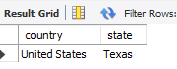 Result Grid Filter Rows:
country state
United States Texas